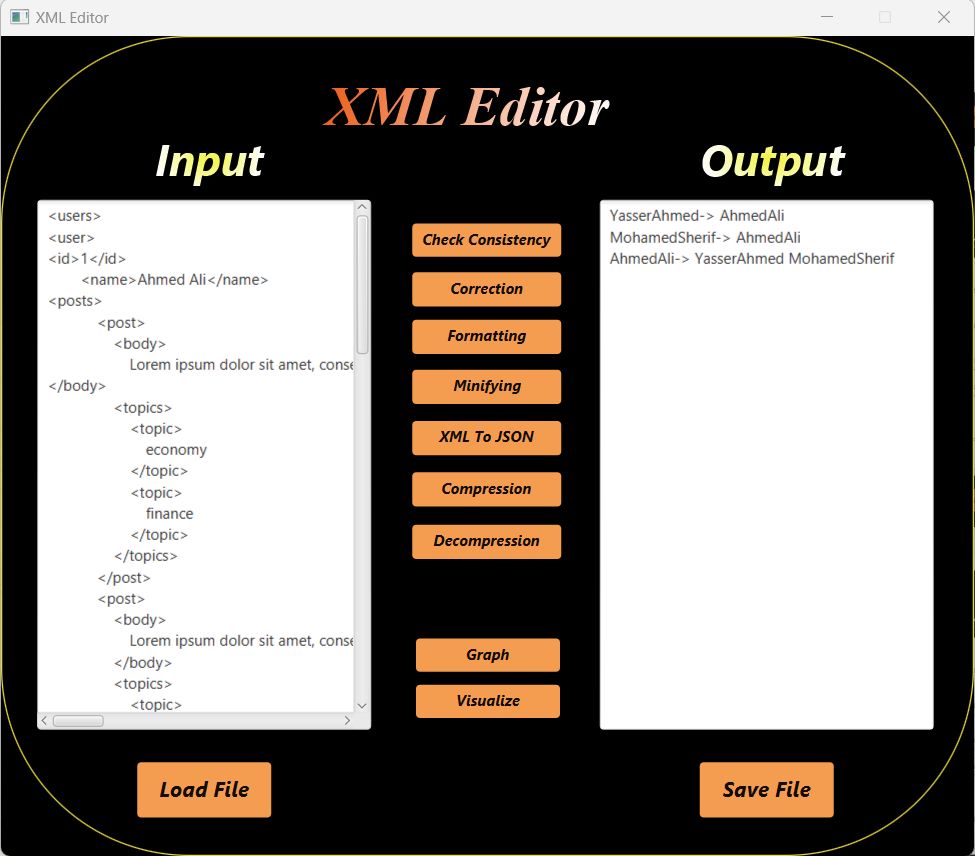 XML Editor
XML Editor
Input
<users>
<user>
<id>1</id>
<name>Ahmed Ali</name>
<posts>
<post>
<body>
Lorem ipsum dolor sit amet, conse
</body>
<topics>
<topic>
economy
</topic>
<topic>
finance
</topic>
</topics>
</post>
<post>
<body>
Lorem ipsum dolor sit amet, conse
</body>
<topics>
<topic>
Check Consistency
Correction
Formatting
Minifying
XML To JSON
Compression
Decompression
Graph
Visualize
Output
YasserAhmed-> AhmedAli
MohamedSherif-> AhmedAli
AhmedAli-> YasserAhmed MohamedSherif
Load File
Save File